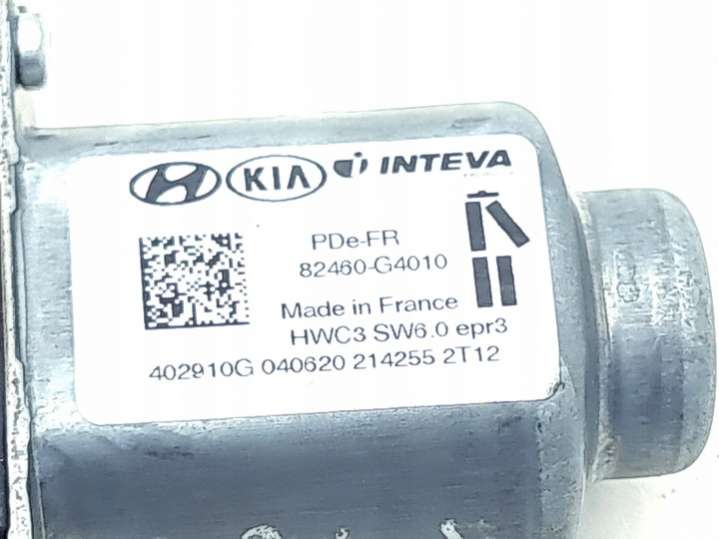 KIA INTEVA
PDe-FR
82460-G4010
Made in France
HWC3 SW6.0 epr3
402910G 040620 214255 2T12